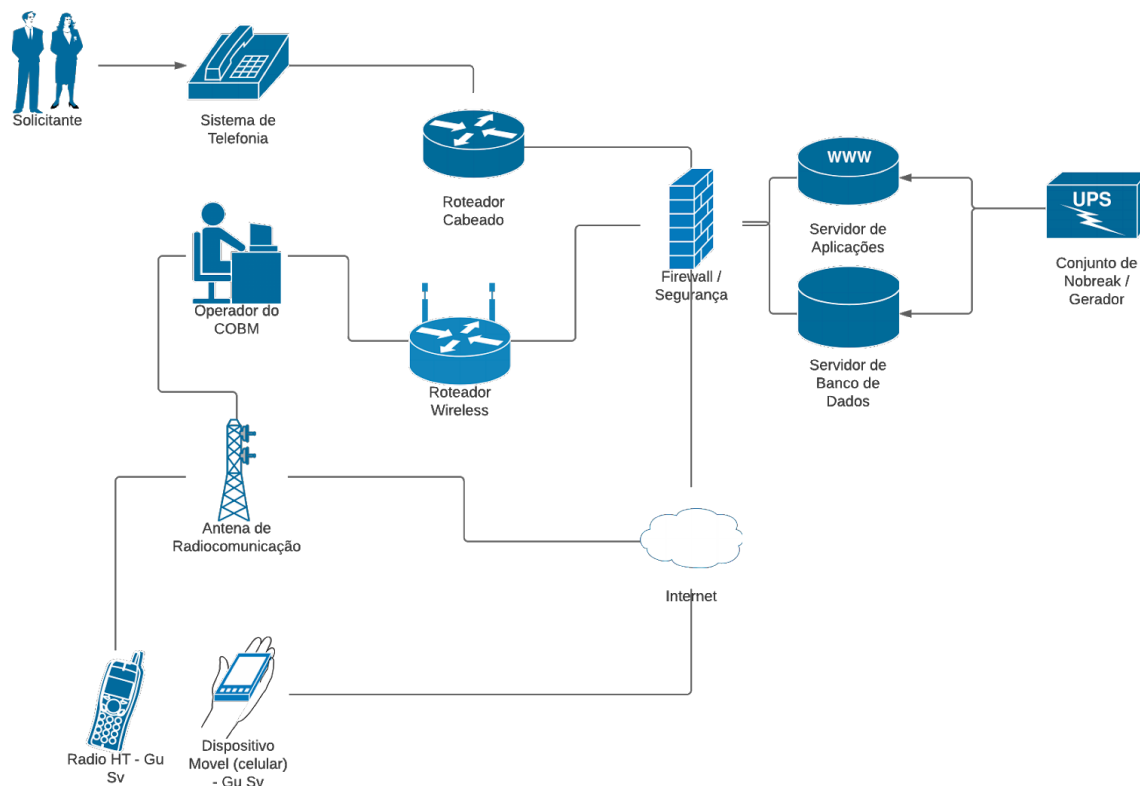 Solicitante
Sistema de
Telefonia
Roteador
Cabeado
WWW
Servidor de
Aplicações
UPS
Conjunto de
Nobreak /
Gerador
Firewall /
Segurança
Operador do
COBM
Roteador
Wireless
Servidor de
Banco de
Dados
Antena de
Radiocomunicação
Internet
Radio HT - Gu
Sv
Dispositivo
Movel (celular)
- Gu Sv